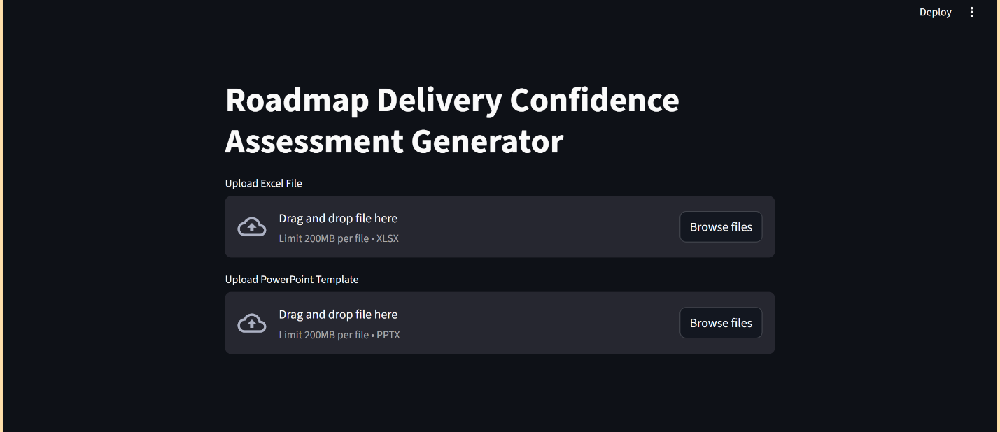 Deploy
Roadmap Delivery Confidence
Assessment Generator
Upload Excel File
Drag and drop file here
Limit 200MB per file • XLSX
Browse files
Upload PowerPoint Template
Drag and drop file here
Limit 200MB per file • PPTX
Browse files